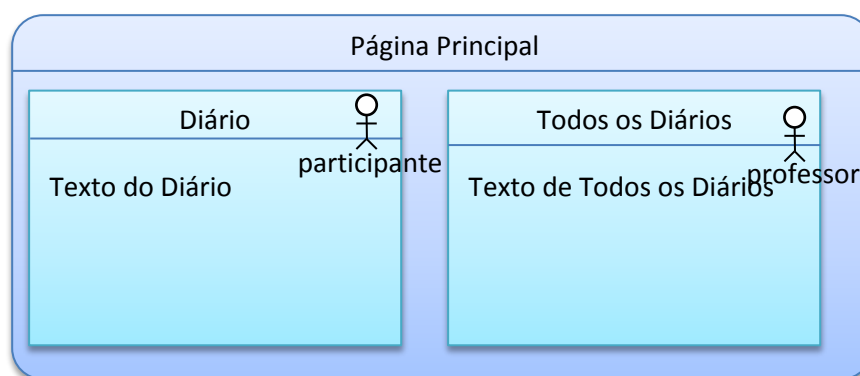 Página Principal
Diário
participante
Texto do Diário
Todos os Diários
professor
Texto de Todos os Diários